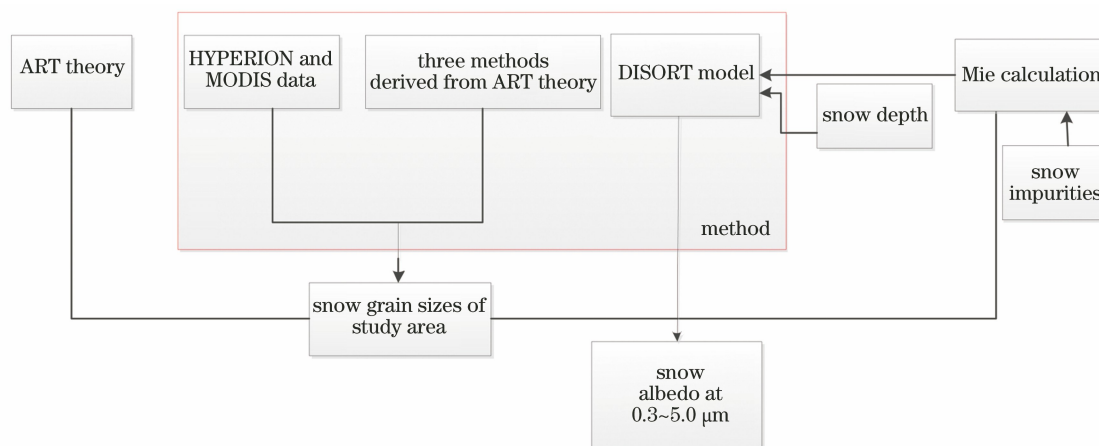 ART theory
HYPERION and
MODIS data
three methods
derived from ART theory
DISORT model
Mie calculation
snow depth
snow
impurities
method
snow grain sizes of
study area
snow
albedo at
0.3~5.0 μm